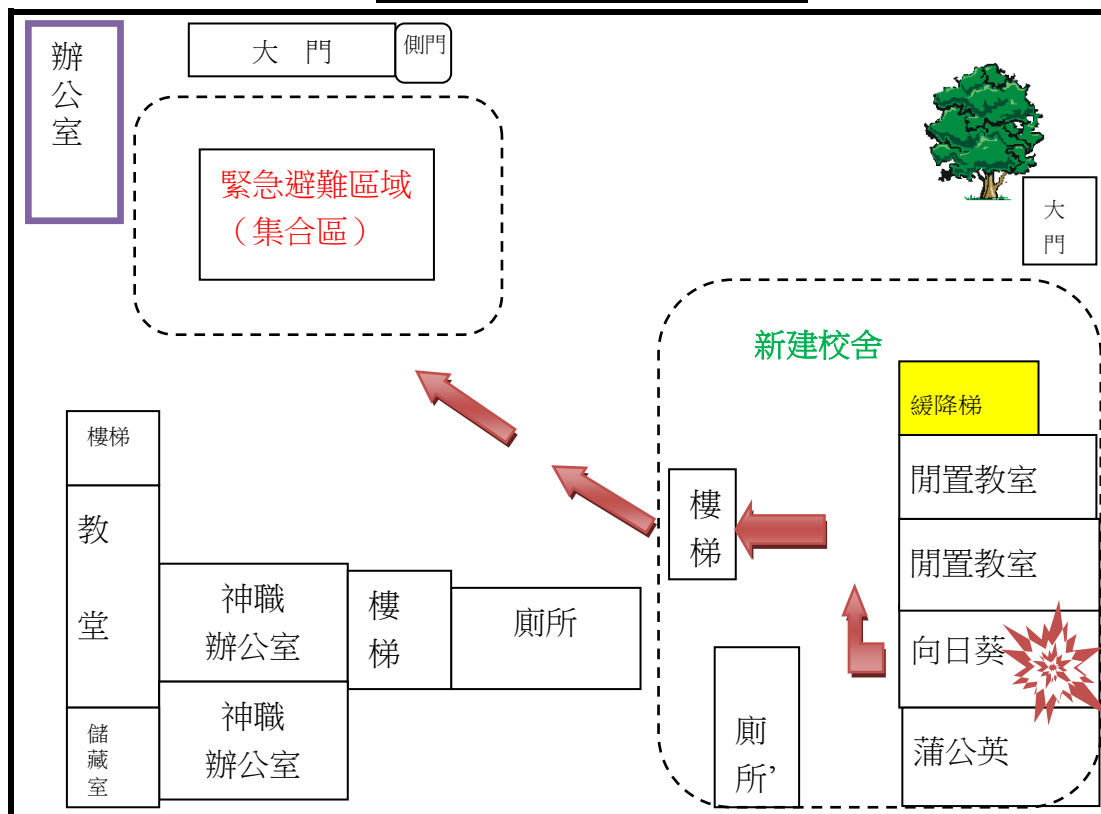 辦
公
室
大　門
側門
緊急避難區域
（集合區）
大
門
新建校舍
緩降梯
閒置教室
閒置教室
向日葵
蒲公英
樓
梯
廁
所’
樓梯
教
堂
儲
藏
室
神職
辦公室
神職
辦公室
樓
梯
廁所